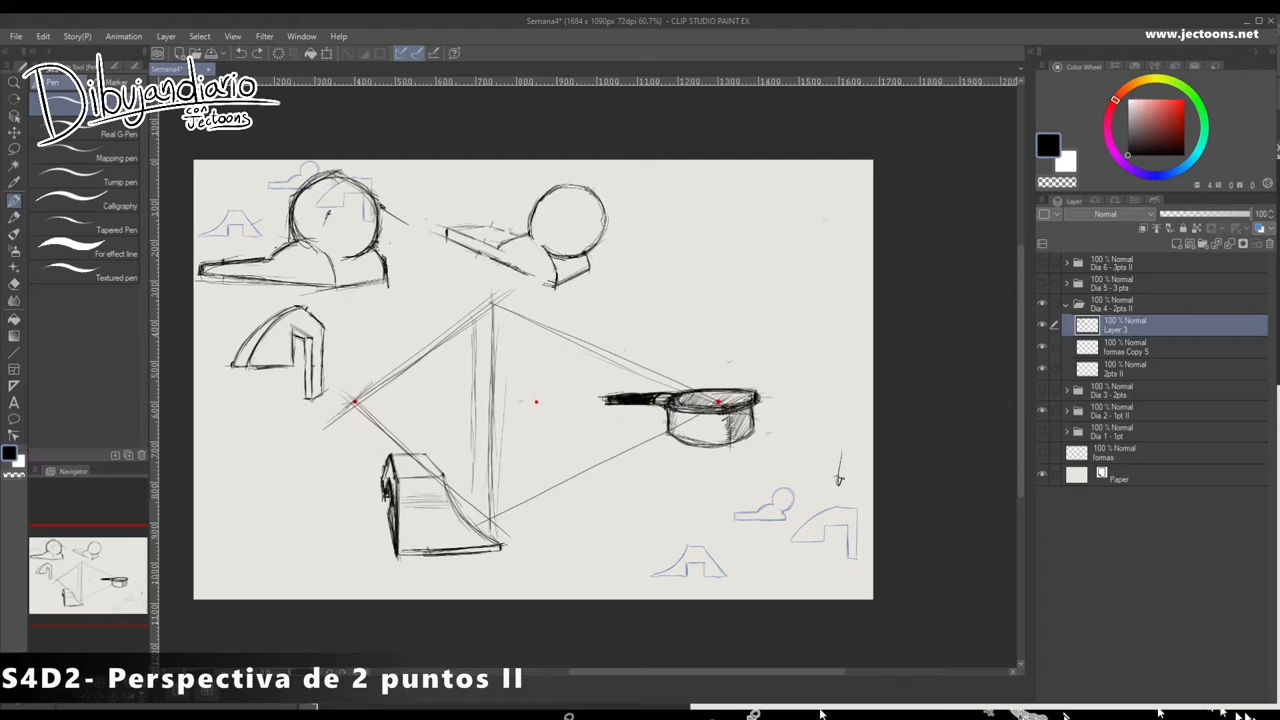 Semana4* (1684 x 1090px 72dpi 60.7%) - CLIP STUDIO PAINT EX
www.jectoons.net
File Edit Story(P) Animation Layer Select View Filter Window Help
Semana4*
Color Wheel
Dibujandiario
con
Jectoons
Pen
Marker
Real G-Pen
Mapping pen
Turnip pen
Calligraphy
Tapered Pen
For effect line
Textured pen
Layer
Normal
100
100 % Normal
Dia 6 - 3pts II
100 % Normal
Dia 5 - 3 pts
100 % Normal
Dia 4 - 2pts II
100 % Normal
Layer 3
100 % Normal
formas Copy 5
100 % Normal
2pts II
100 % Normal
Dia 3 - 2pts
100 % Normal
Dia 2 - 1pt II
100 % Normal
Dia 1 - 1pt
100 % Normal
formas
Paper
Navigator
S4D2- Perspectiva de 2 puntos II